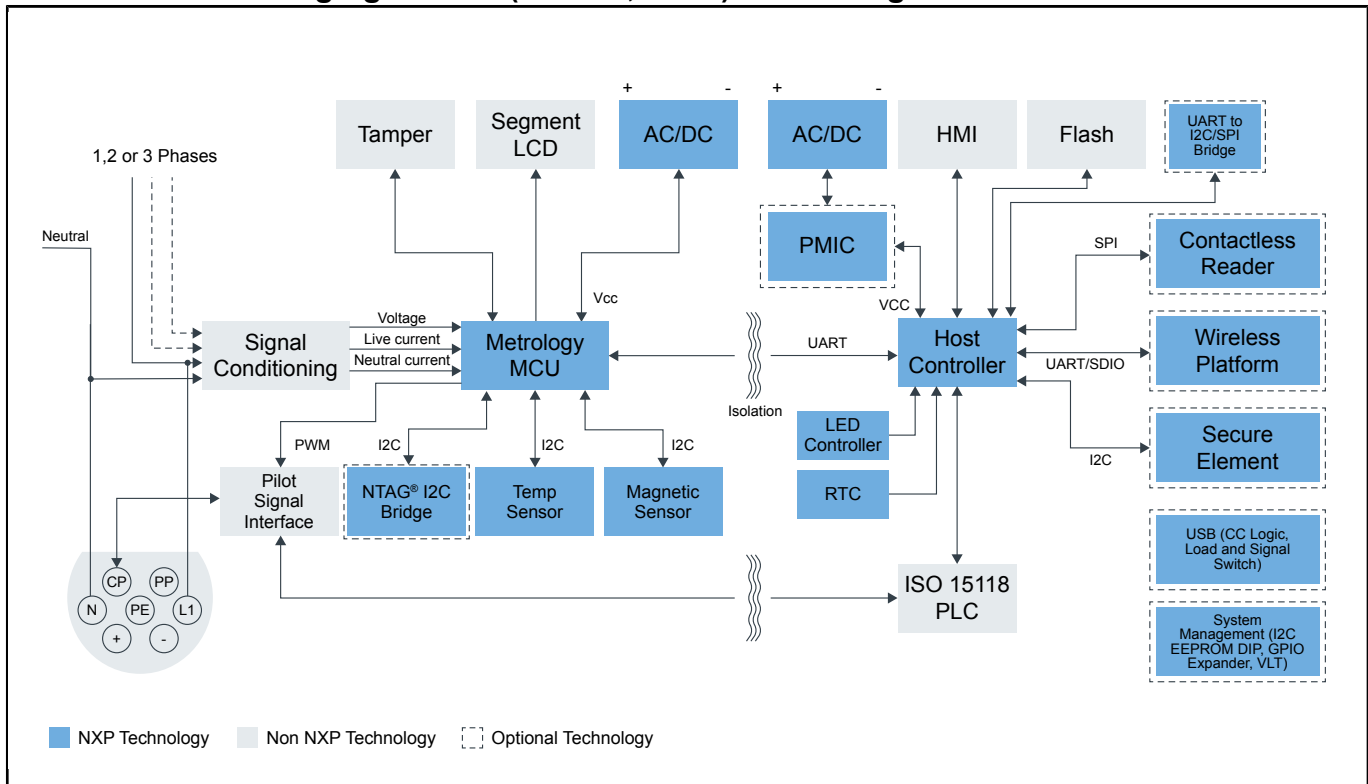 +
-
+
-
Tamper
Segment
LCD
AC/DC
AC/DC
HMI
Flash
UART to
I2C/SPI
Bridge
1,2 or 3 Phases
Neutral
PMIC
Contactless
Reader
SPI
Vcc
VCC
Signal
Conditioning
Voltage
Live current
Neutral current
Metrology
MCU
UART
Host
Controller
UART/SDIO
Wireless
Platform
Isolation
LED
Controller
Secure
Element
I2C
PWM
I2C
I2C
I2C
Pilot
Signal
Interface
NTAG® I2C
Bridge
Temp
Sensor
Magnetic
Sensor
RTC
USB (CC Logic,
Load and Signal
Switch)
CP
PP
N
PE
L1
+
-
ISO 15118
PLC
System
Management (I2C
EEPROM DIP, GPIO
Expander, VLT)
NXP Technology
Non NXP Technology
Optional Technology